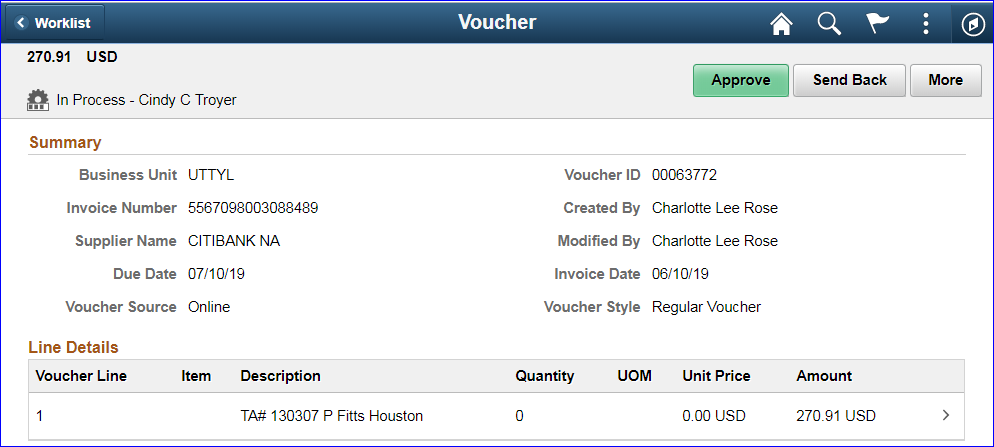 Worklist Voucher
270.91 USD
Approve Send Back More
In Process - Cindy C Troyer
Summary
Business Unit UTTYL Voucher ID 00063772
Invoice Number 5567098003088489 Created By Charlotte Lee Rose
Supplier Name CITIBANK NA Modified By Charlotte Lee Rose
Due Date 07/10/19 Invoice Date 06/10/19
Voucher Source Online Voucher Style Regular Voucher
Line Details
Voucher Line Item Description Quantity UOM Unit Price Amount
1 TA# 130307 P Fitts Houston 0 0.00 USD 270.91 USD